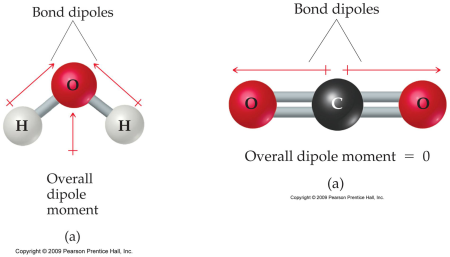 Bond dipoles
O
H
H
Overall
dipole
moment
(a)
Copyright © 2009 Pearson Prentice Hall, Inc.
Bond dipoles
O
C
O
Overall dipole moment = 0
(a)
Copyright © 2009 Pearson Prentice Hall, Inc.